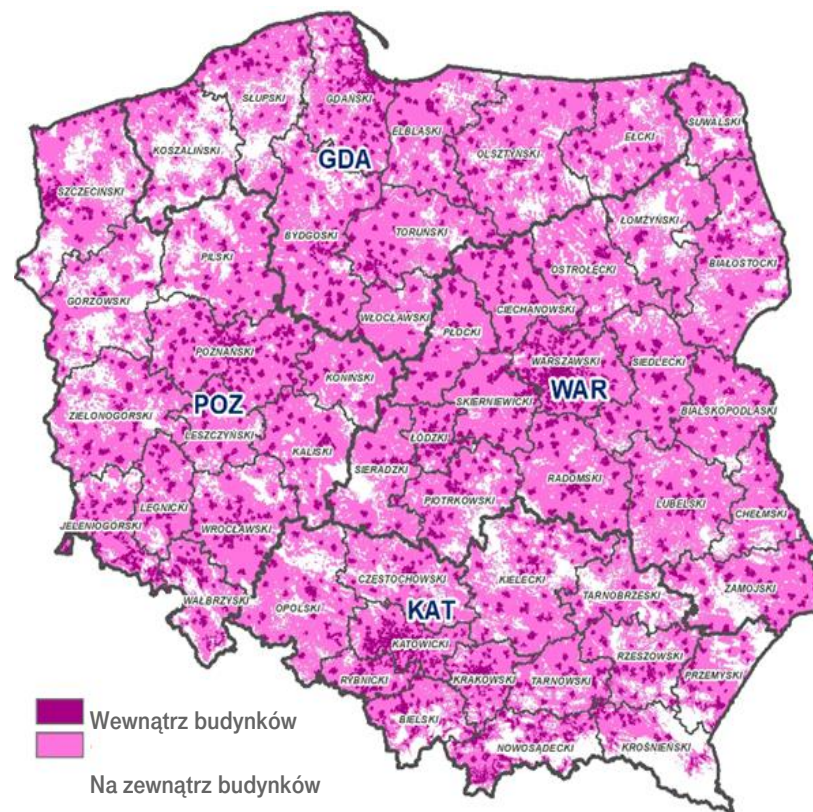 SŁUPSKI
GDAŃSKI
KOSZALIŃSKI
ELBLĄSKI
EŁCKI
SUWALSKI
OLSZTYŃSKI
GDA
SZCZECIŃSKI
BYDGOSKI
TORUŃSKI
ŁOMŻYŃSKI
PILSKI
OSTROŁĘCKI
BIAŁOSTOCKI
GORZOWSKI
WŁOCŁAWSKI
CIECHANOWSKI
PŁOCKI
POZNAŃSKI
WARSZAWSKI
SIEDLECKI
KONIŃSKI
WAR
POZ
SKIERNIEWICKI
ZIELONOGÓRSKI
BIALSKOPODLASKI
LESZCZYŃSKI
ŁÓDZKI
KALISKI
SIERADZKI
PIOTRKOWSKI
RADOMSKI
LEGNICKI
LUBELSKI
CHEŁMSKI
JELENIOGÓRSKI
WROCŁAWSKI
CZĘSTOCHOWSKI
KIELECKI
WAŁBRZYSKI
TARNOBRZESKI
ZAMOJSKI
OPOLSKI
KAT
KATOWICKI
RZESZOWSKI
RYBNICKI
KRAKOWSKI
TARNOWSKI
PRZEMYSKI
BIELSKI
NOWOSĄDECKI
KROŚNIEŃSKI
Wewnątrz budynków
Na zewnątrz budynków